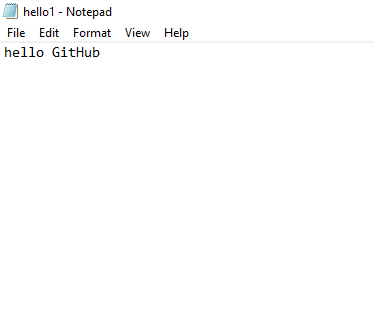 hello1 - Notepad
File Edit Format View Help
hello GitHub